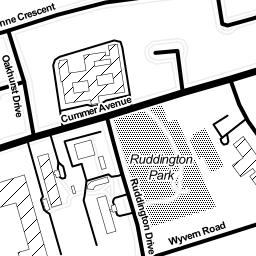 nne Crescent
Oakhurst Drive
Cummer Avenue
Ruddington
Park
Ruddington Drive
Wyvern Road